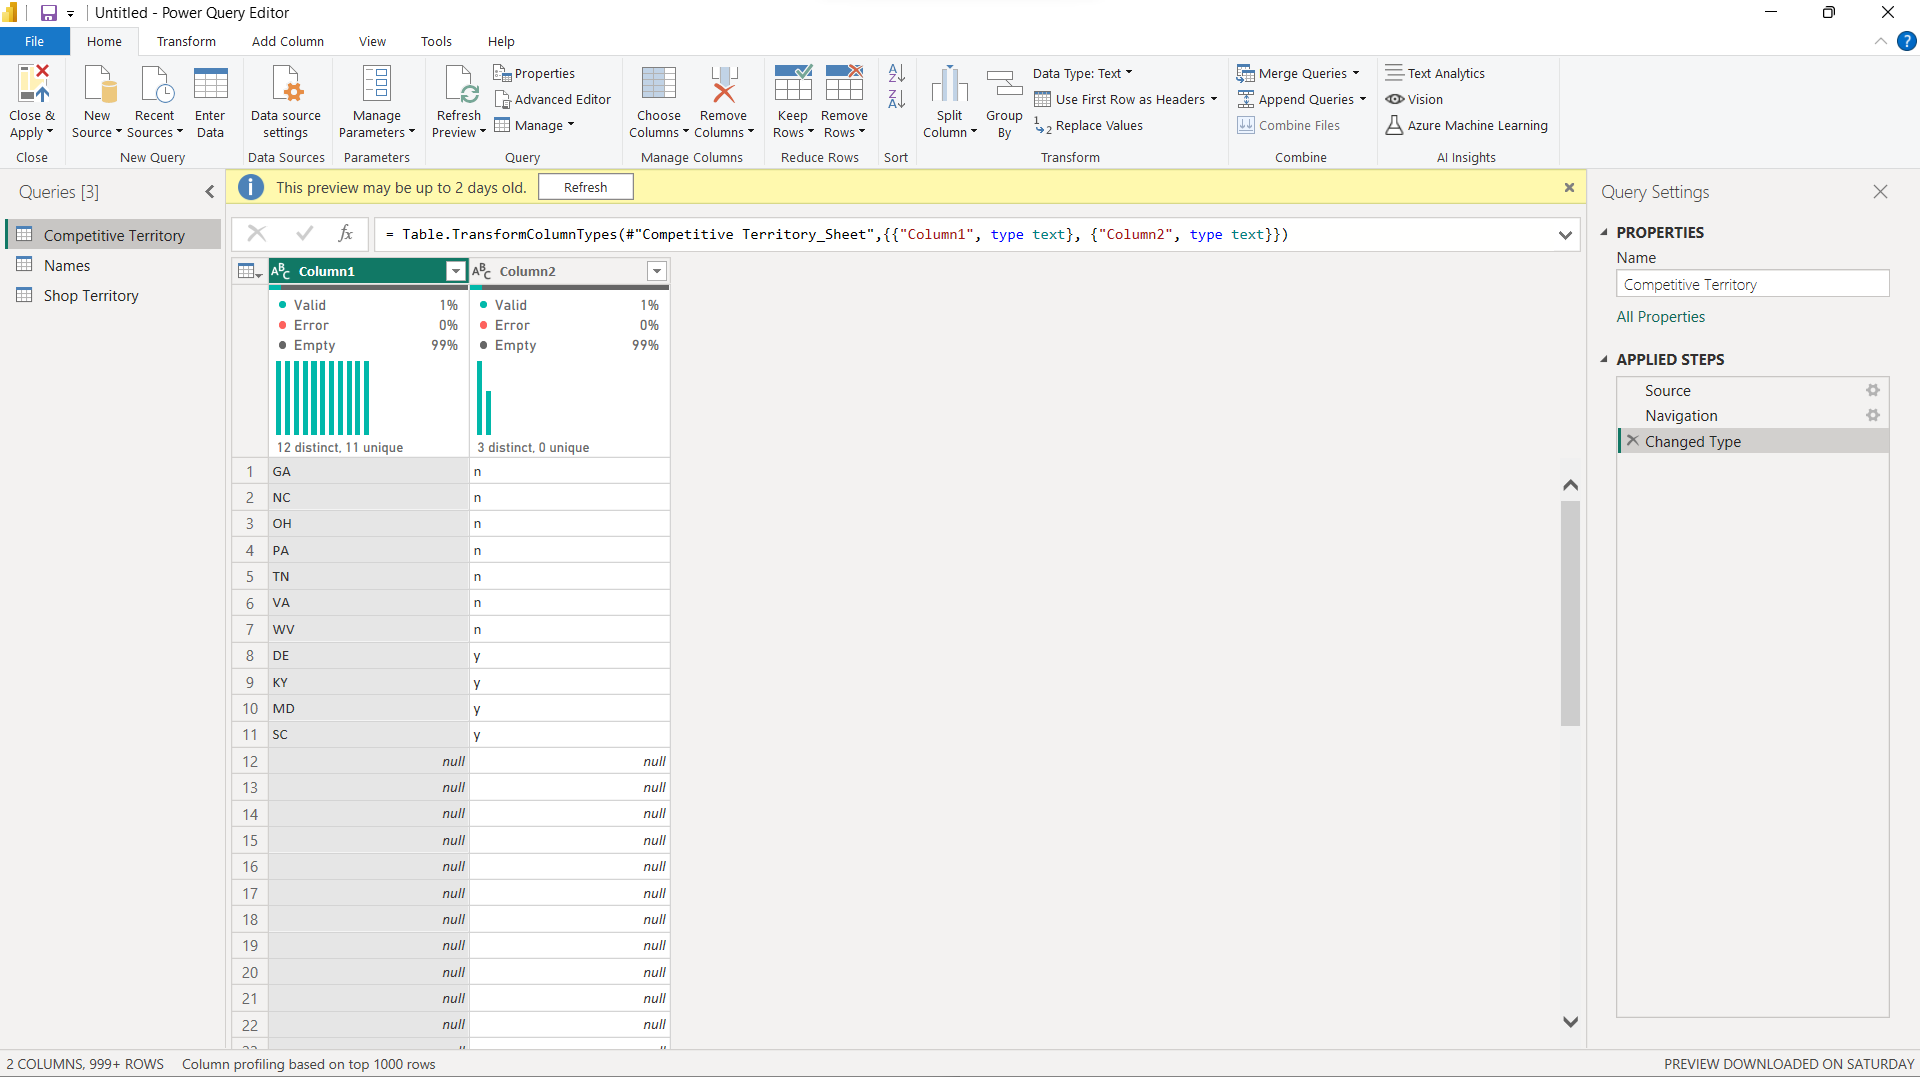 Untitled - Power Query Editor
File Home Transform Add Column View Tools Help
Close & Apply
Close
New Source
Recent Sources
Enter Data
New Query
Data source settings
Data Sources
Manage Parameters
Parameters
Refresh Preview
Properties
Advanced Editor
Manage
Query
Choose Columns
Remove Columns
Manage Columns
Keep Rows
Remove Rows
Reduce Rows
Sort
Split Column
Group By
Data Type: Text
Use First Row as Headers
Replace Values
Transform
Merge Queries
Append Queries
Combine Files
Combine
Text Analytics
Vision
Azure Machine Learning
AI Insights
Queries [3]
Competitive Territory
Names
Shop Territory
This preview may be up to 2 days old. Refresh
fx = Table.TransformColumnTypes(#"Competitive Territory_Sheet",{{"Column1", type text}, {"Column2", type text}})
ABC Column1 ABC Column2
Valid 1% Valid 1%
Error 0% Error 0%
Empty 99% Empty 99%
12 distinct, 11 unique 3 distinct, 0 unique
1 GA n
2 NC n
3 OH n
4 PA n
5 TN n
6 VA n
7 WV n
8 DE y
9 KY y
10 MD y
11 SC y
12 null null
13 null null
14 null null
15 null null
16 null null
17 null null
18 null null
19 null null
20 null null
21 null null
22 null null
Query Settings
PROPERTIES
Name
Competitive Territory
All Properties
APPLIED STEPS
Source
Navigation
Changed Type
2 COLUMNS, 999+ ROWS Column profiling based on top 1000 rows PREVIEW DOWNLOADED ON SATURDAY